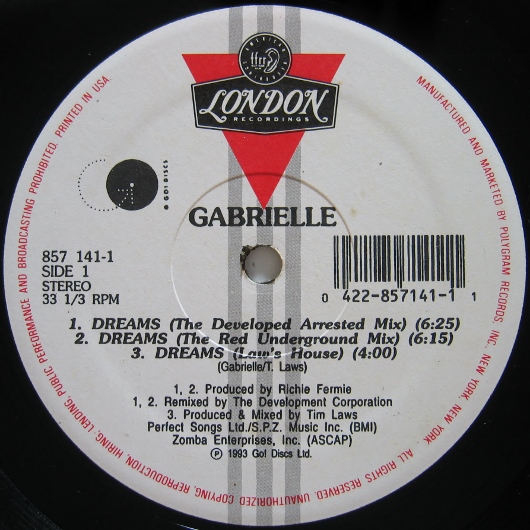 AMERICAN
ffrr
RECORDINGS
LONDON
RECORDINGS
GO! DISCS
GABRIELLE
857 141-1
SIDE 1
STEREO
33 1/3 RPM
0 422-857141-1 1
1. DREAMS (The Developed Arrested Mix) (6:25)
2. DREAMS (The Red Underground Mix) (6:15)
3. DREAMS (Law's House) (4:00)
(Gabrielle/T. Laws)
1, 2. Produced by Richie Fermie
1, 2. Remixed by The Development Corporation
3. Produced & Mixed by Tim Laws
Perfect Songs Ltd./S.P.Z. Music Inc. (BMI)
Zomba Enterprises, Inc. (ASCAP)
℗ 1993 Go! Discs Ltd.
MANUFACTURED AND MARKETED BY POLYGRAM RECORDS INC., NEW YORK, NEW YORK. ALL RIGHTS RESERVED. UNAUTHORIZED COPYING, REPRODUCTION, HIRING, LENDING, PUBLIC PERFORMANCE AND BROADCASTING PROHIBITED. PRINTED IN USA.